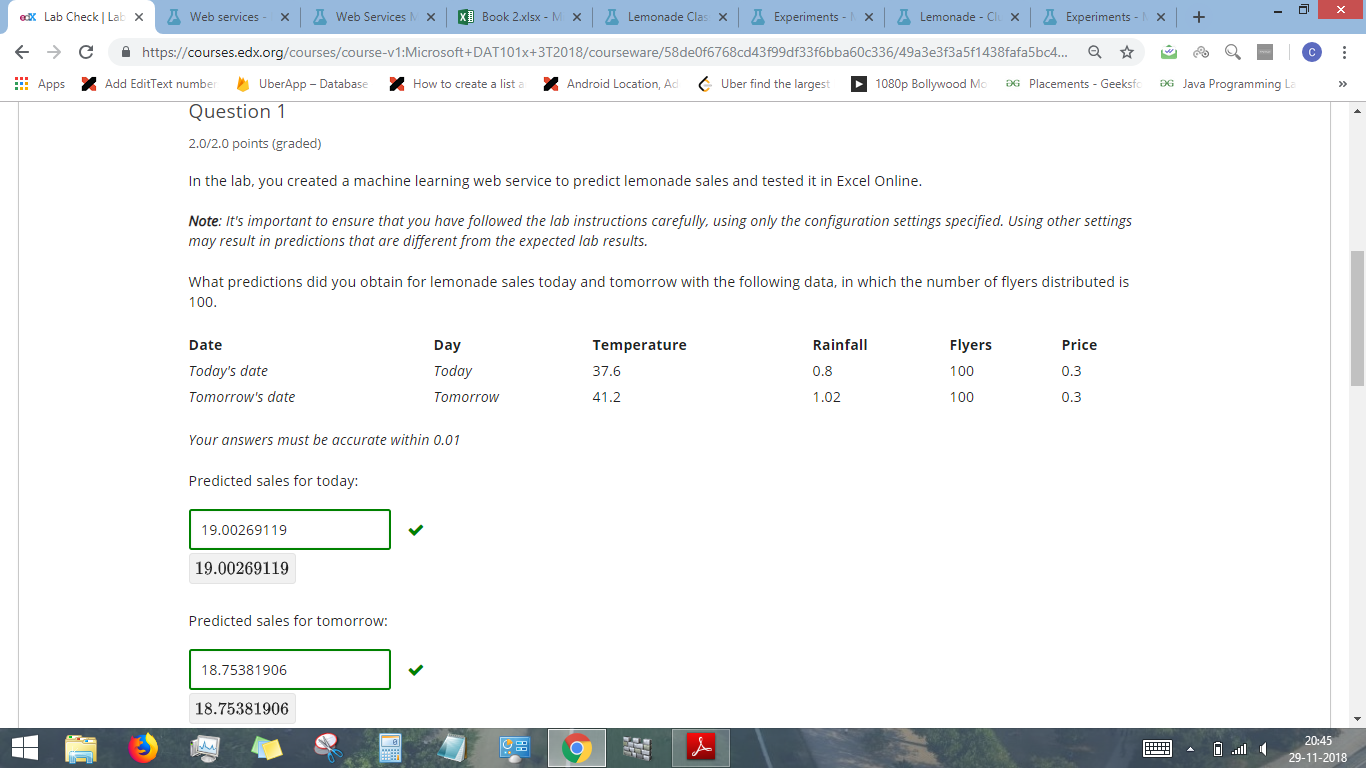 edX Lab Check | Lab
Web services -
Web Services M
Book 2.xlsx - M
Lemonade Clas
Experiments - M
Lemonade - Clu
Experiments - M
https://courses.edx.org/courses/course-v1:Microsoft+DAT101x+3T2018/courseware/58de0f6768cd43f99df33f6bba60c336/49a3e3f3a5f1438fafa5bc4...
C
Apps
Add EditText number
UberApp – Database
How to create a list a
Android Location, Ad
Uber find the largest
1080p Bollywood Mo
Placements - Geeksfo
Java Programming La
»
Question 1
2.0/2.0 points (graded)
In the lab, you created a machine learning web service to predict lemonade sales and tested it in Excel Online.
Note: It's important to ensure that you have followed the lab instructions carefully, using only the configuration settings specified. Using other settings
may result in predictions that are different from the expected lab results.
What predictions did you obtain for lemonade sales today and tomorrow with the following data, in which the number of flyers distributed is
100.
Date Day Temperature Rainfall Flyers Price
Today's date Today 37.6 0.8 100 0.3
Tomorrow's date Tomorrow 41.2 1.02 100 0.3
Your answers must be accurate within 0.01
Predicted sales for today:
19.00269119
19.00269119
Predicted sales for tomorrow:
18.75381906
18.75381906
20:45
29-11-2018